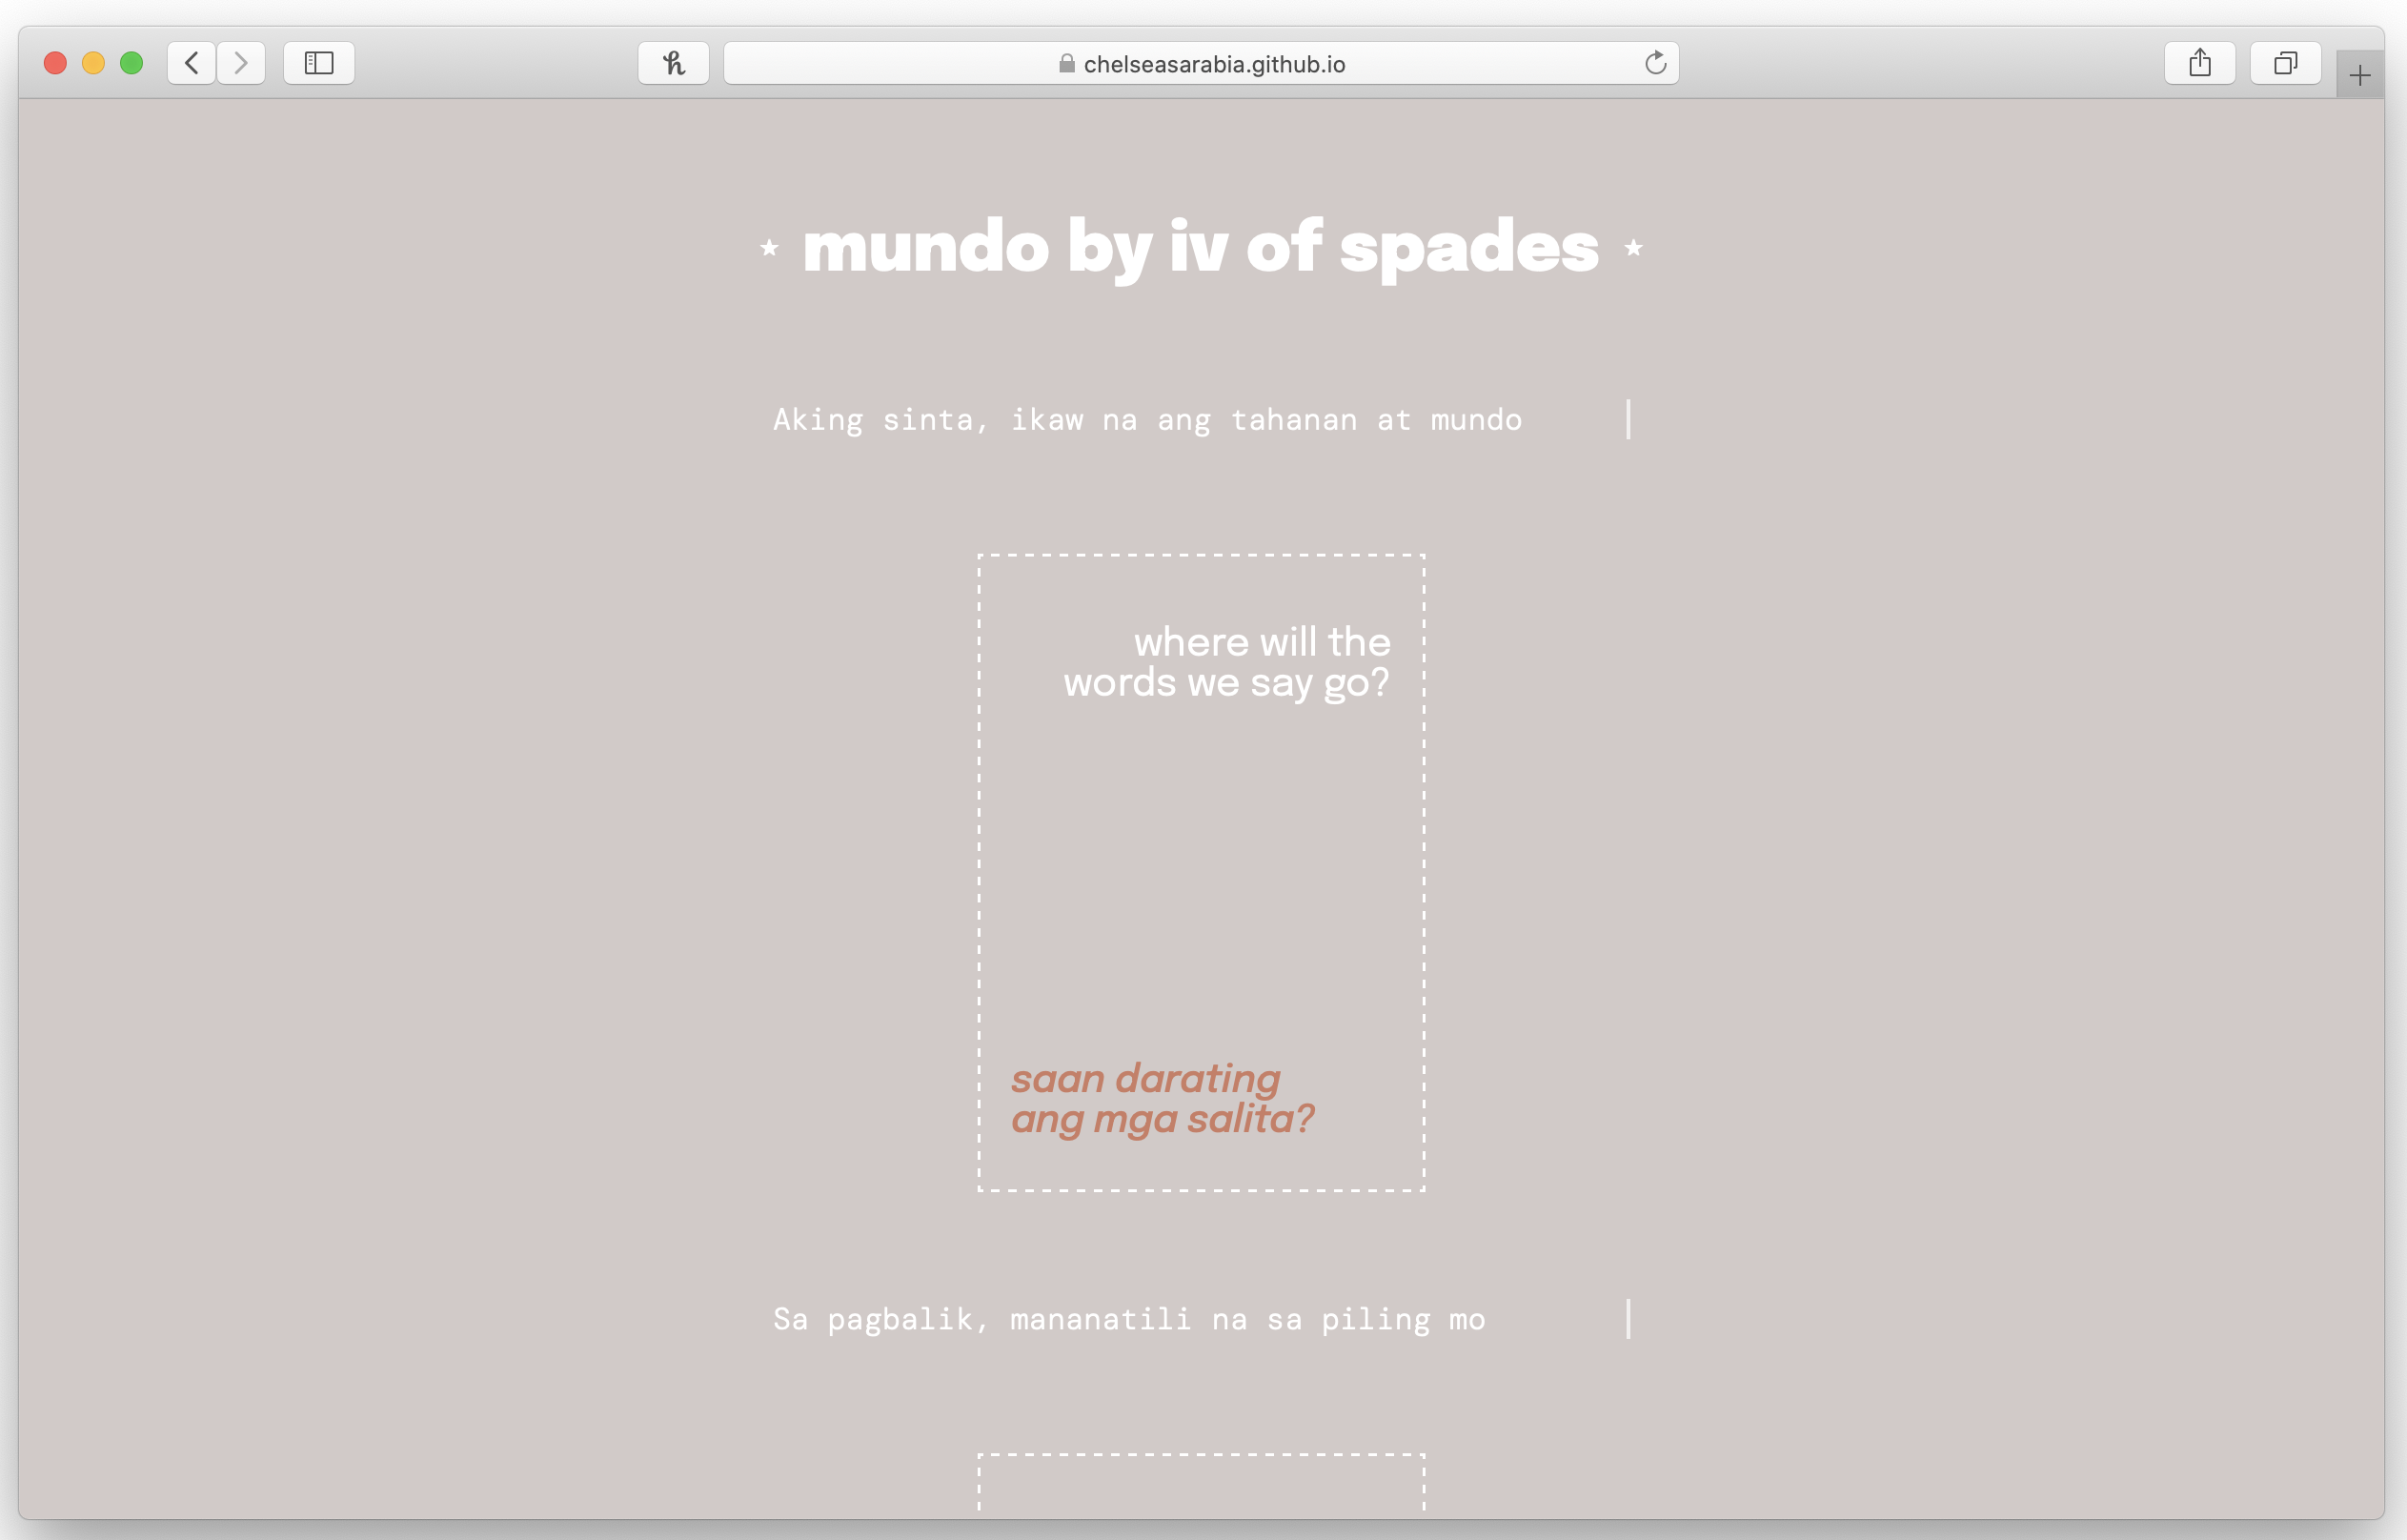 chelseasarabia.github.io
⋆ mundo by iv of spades ⋆
Aking sinta, ikaw na ang tahanan at mundo
where will the
words we say go?
saan darating
ang mga salita?
Sa pagbalik, mananatili na sa piling mo